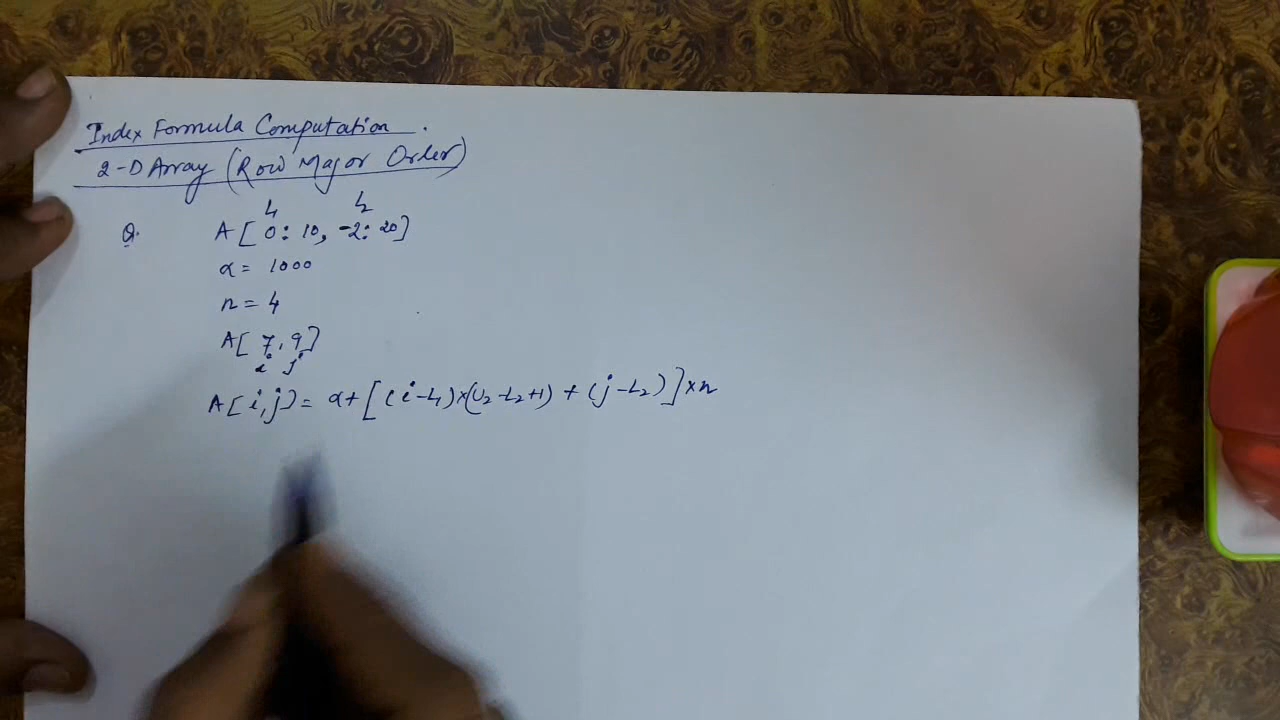 Index Formula Computation.
2-D Array (Row Major Order)
L1 L2
Q. A[0:10, -2:20]
α = 1000
n = 4
A[7,9]
i j
A[i,j] = α+[(i-L1)×(U2-L2+1) + (j-L2)]×n